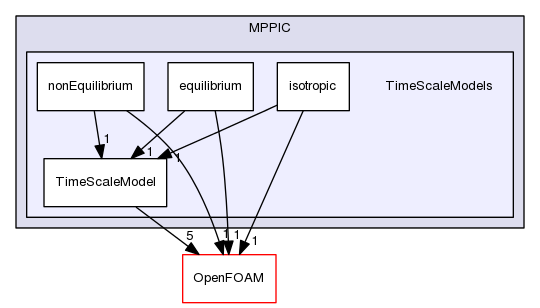 MPPIC
nonEquilibrium equilibrium isotropic TimeScaleModels
1 1 1
TimeScaleModel
5 1 1 1
OpenFOAM